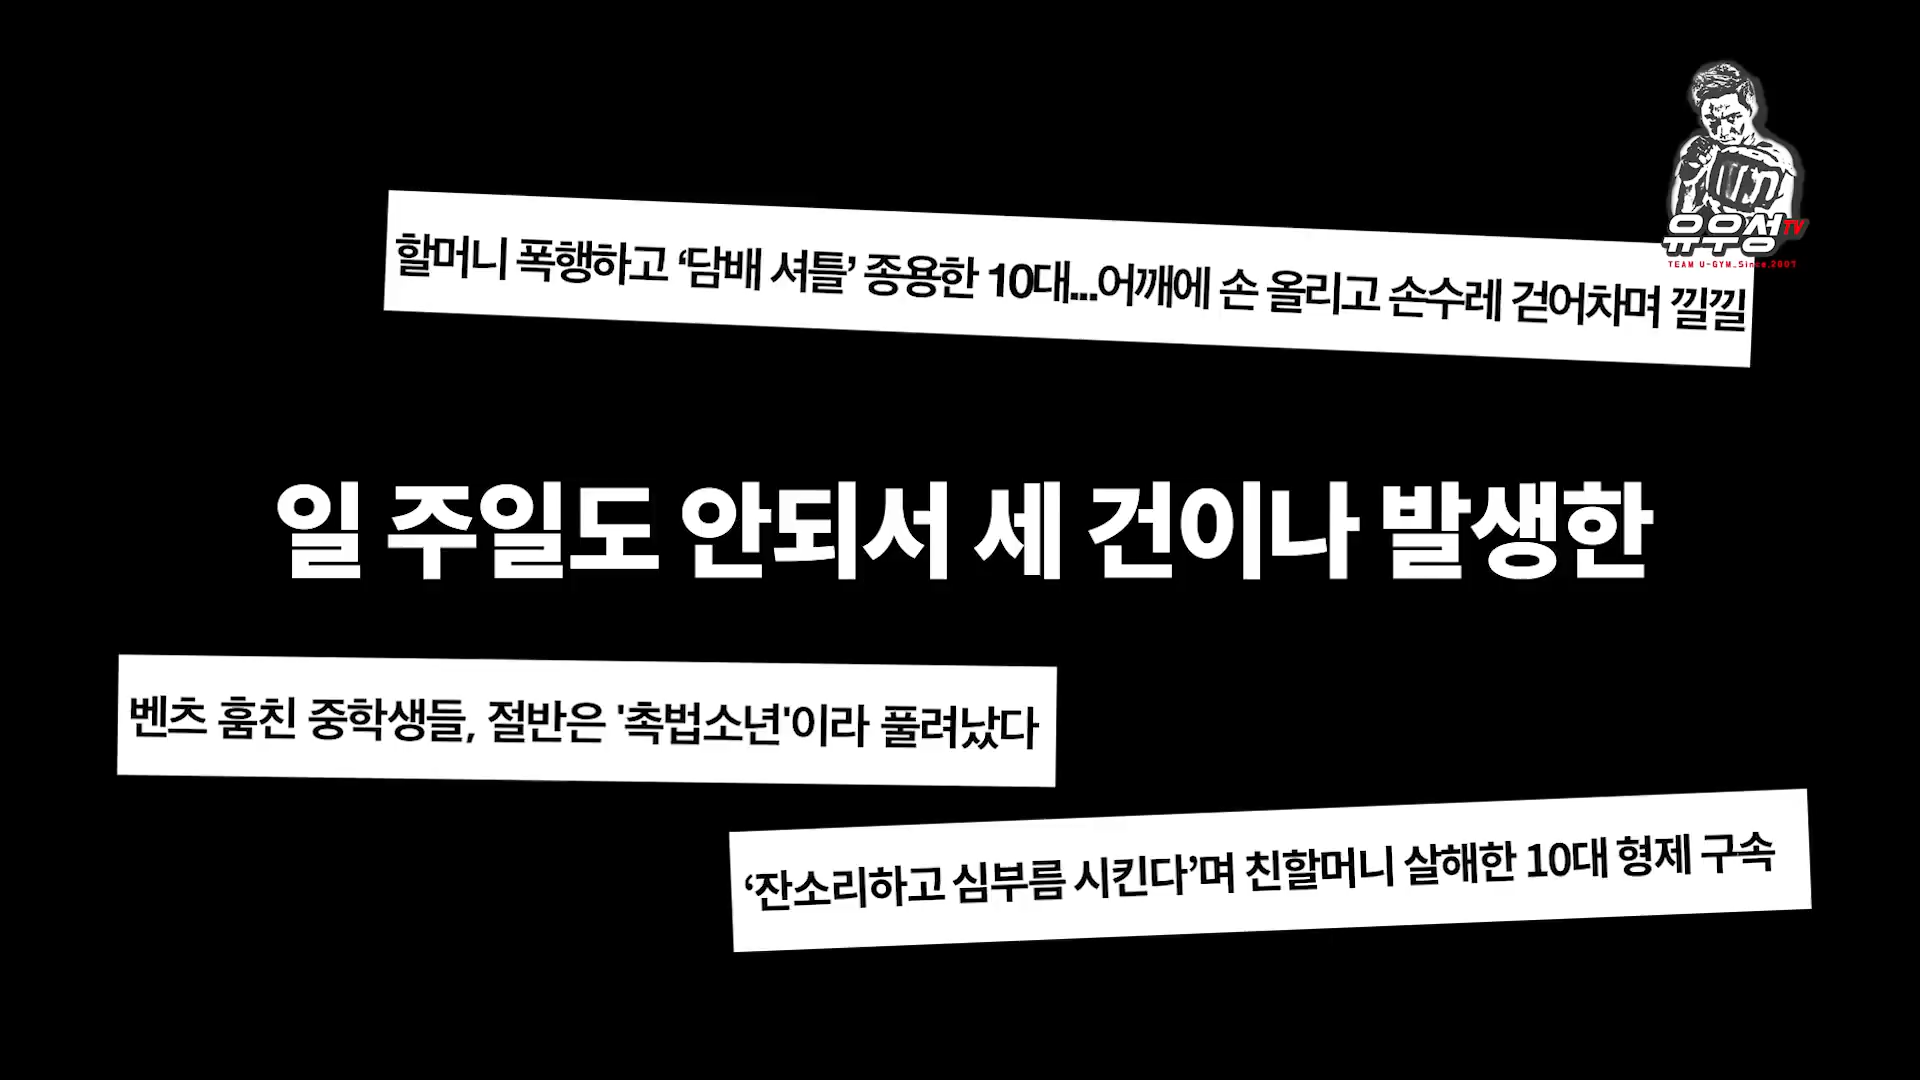 유우성TV
TEAM U-GYM_Since.2007
할머니 폭행하고 ‘담배 셔틀’ 종용한 10대...어깨에 손 올리고 손수레 걷어차며 낄낄
일 주일도 안되서 세 건이나 발생한
벤츠 훔친 중학생들, 절반은 '촉법소년'이라 풀려났다
‘잔소리하고 심부름 시킨다’며 친할머니 살해한 10대 형제 구속